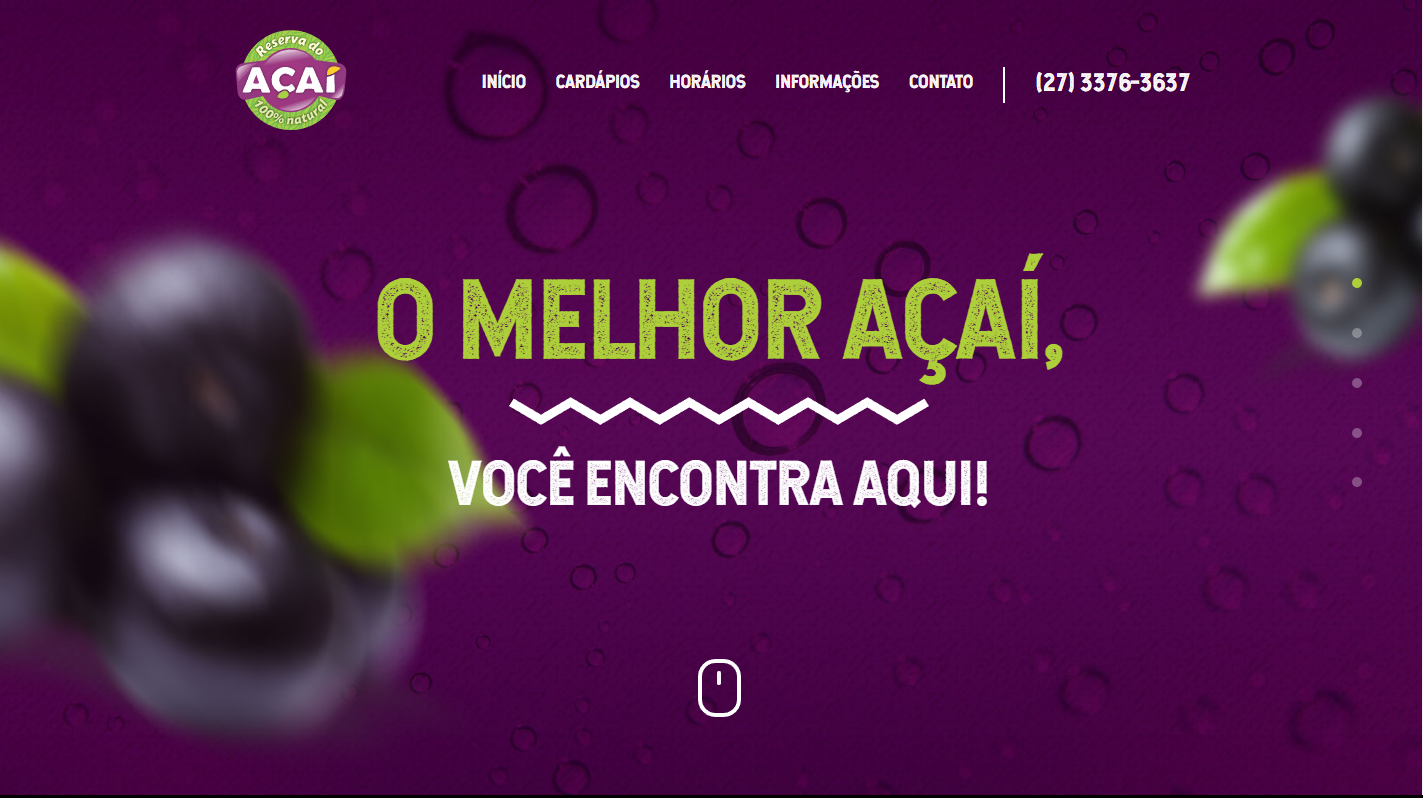 Reserva do
AÇAÍ
100% natural
INÍCIO CARDÁPIOS HORÁRIOS INFORMAÇÕES CONTATO (27) 3376-3637
O MELHOR AÇAÍ,
VOCÊ ENCONTRA AQUI!